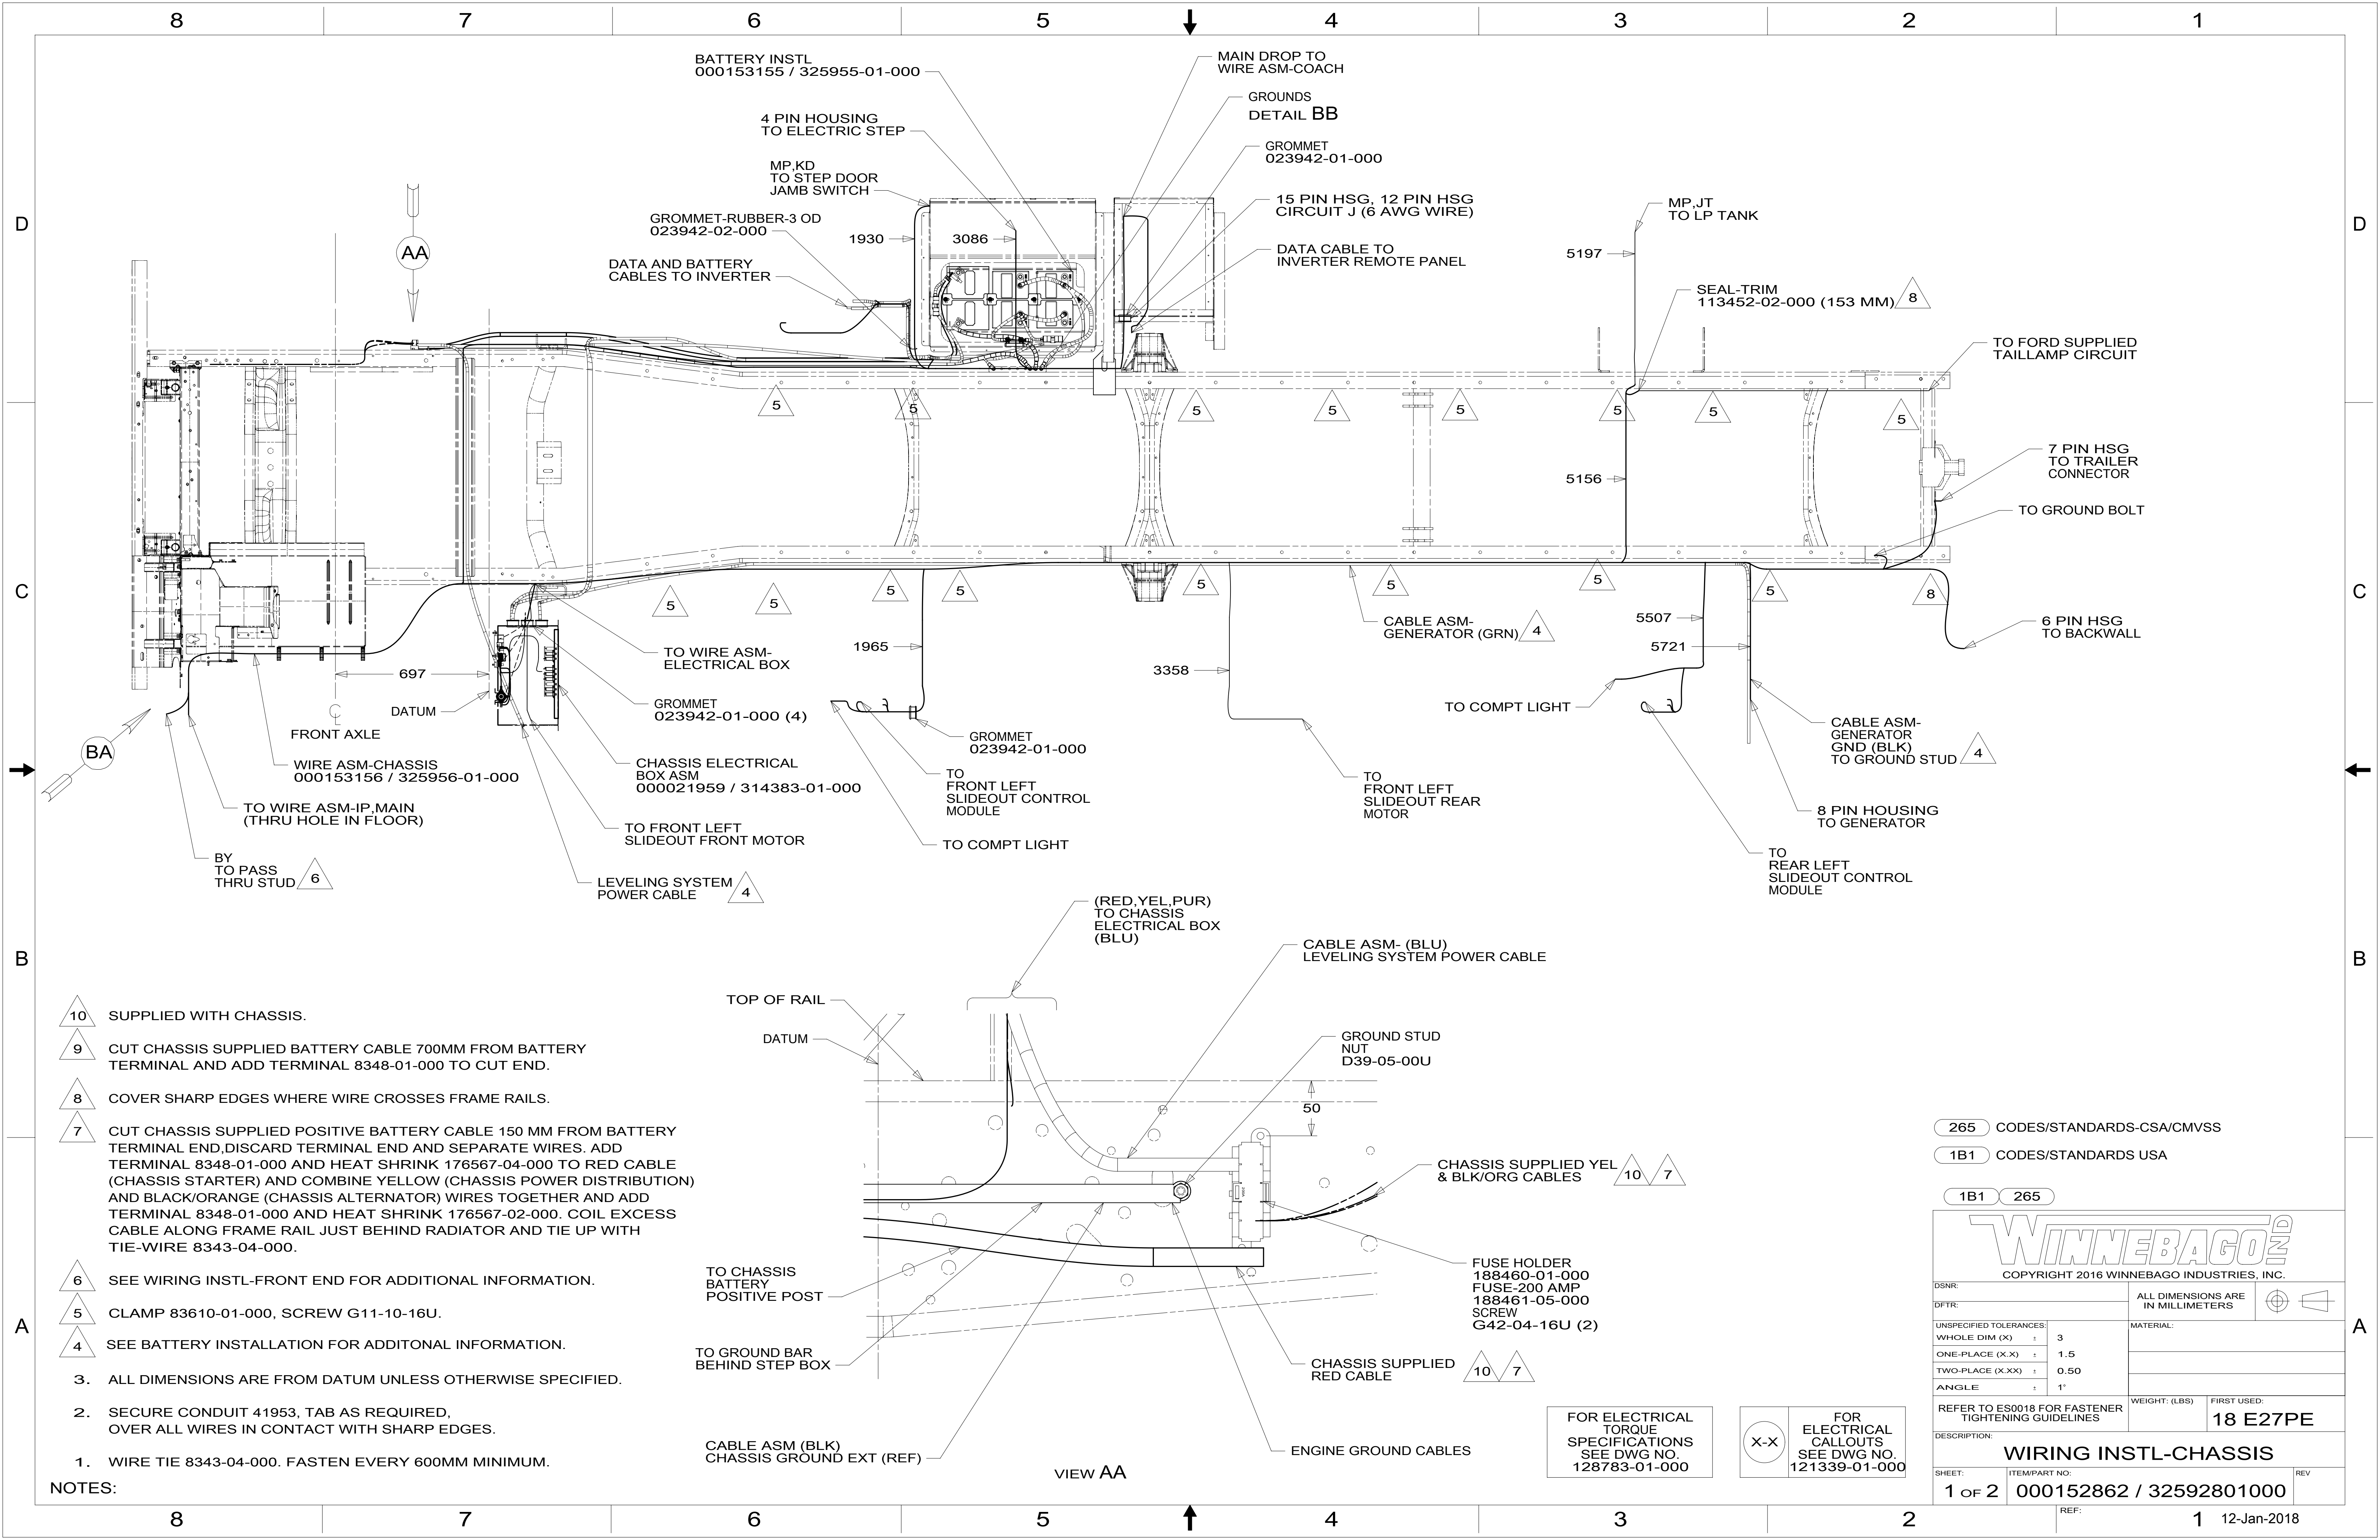 8 7 6 5 4 3 2 1
D
C
B
A
D
C
B
A
BATTERY INSTL
000153155 / 325955-01-000
MAIN DROP TO
WIRE ASM-COACH
GROUNDS
DETAIL BB
4 PIN HOUSING
TO ELECTRIC STEP
GROMMET
023942-01-000
MP,KD
TO STEP DOOR
JAMB SWITCH
15 PIN HSG, 12 PIN HSG
CIRCUIT J (6 AWG WIRE)
MP,JT
TO LP TANK
GROMMET-RUBBER-3 OD
023942-02-000
1930
3086
DATA CABLE TO
INVERTER REMOTE PANEL
5197
AA
DATA AND BATTERY
CABLES TO INVERTER
SEAL-TRIM
113452-02-000 (153 MM)
8
TO FORD SUPPLIED
TAILLAMP CIRCUIT
5
5
5
5
5
5
5
5
7 PIN HSG
TO TRAILER
CONNECTOR
5156
TO GROUND BOLT
5
5
5
5
5
5
5
5
8
CABLE ASM-
GENERATOR (GRN)
4
5507
5721
6 PIN HSG
TO BACKWALL
1965
3358
TO WIRE ASM-
ELECTRICAL BOX
697
DATUM
GROMMET
023942-01-000 (4)
TO COMPT LIGHT
C
L
FRONT AXLE
GROMMET
023942-01-000
CABLE ASM-
GENERATOR
GND (BLK)
TO GROUND STUD
4
BA
WIRE ASM-CHASSIS
000153156 / 325956-01-000
CHASSIS ELECTRICAL
BOX ASM
000021959 / 314383-01-000
TO
FRONT LEFT
SLIDEOUT CONTROL
MODULE
TO
FRONT LEFT
SLIDEOUT REAR
MOTOR
TO WIRE ASM-IP,MAIN
(THRU HOLE IN FLOOR)
TO FRONT LEFT
SLIDEOUT FRONT MOTOR
8 PIN HOUSING
TO GENERATOR
TO COMPT LIGHT
BY
TO PASS
THRU STUD
6
LEVELING SYSTEM
POWER CABLE
4
TO
REAR LEFT
SLIDEOUT CONTROL
MODULE
(RED,YEL,PUR)
TO CHASSIS
ELECTRICAL BOX
(BLU)
CABLE ASM- (BLU)
LEVELING SYSTEM POWER CABLE
TOP OF RAIL
DATUM
GROUND STUD
NUT
D39-05-00U
50
CHASSIS SUPPLIED YEL
& BLK/ORG CABLES
10 7
FUSE HOLDER
188460-01-000
FUSE-200 AMP
188461-05-000
SCREW
G42-04-16U (2)
TO CHASSIS
BATTERY
POSITIVE POST
TO GROUND BAR
BEHIND STEP BOX
CHASSIS SUPPLIED
RED CABLE
10 7
CABLE ASM (BLK)
CHASSIS GROUND EXT (REF)
ENGINE GROUND CABLES
VIEW AA
10 SUPPLIED WITH CHASSIS.
9 CUT CHASSIS SUPPLIED BATTERY CABLE 700MM FROM BATTERY
TERMINAL AND ADD TERMINAL 8348-01-000 TO CUT END.
8 COVER SHARP EDGES WHERE WIRE CROSSES FRAME RAILS.
7 CUT CHASSIS SUPPLIED POSITIVE BATTERY CABLE 150 MM FROM BATTERY
TERMINAL END,DISCARD TERMINAL END AND SEPARATE WIRES. ADD
TERMINAL 8348-01-000 AND HEAT SHRINK 176567-04-000 TO RED CABLE
(CHASSIS STARTER) AND COMBINE YELLOW (CHASSIS POWER DISTRIBUTION)
AND BLACK/ORANGE (CHASSIS ALTERNATOR) WIRES TOGETHER AND ADD
TERMINAL 8348-01-000 AND HEAT SHRINK 176567-02-000. COIL EXCESS
CABLE ALONG FRAME RAIL JUST BEHIND RADIATOR AND TIE UP WITH
TIE-WIRE 8343-04-000.
6 SEE WIRING INSTL-FRONT END FOR ADDITIONAL INFORMATION.
5 CLAMP 83610-01-000, SCREW G11-10-16U.
4 SEE BATTERY INSTALLATION FOR ADDITONAL INFORMATION.
3. ALL DIMENSIONS ARE FROM DATUM UNLESS OTHERWISE SPECIFIED.
2. SECURE CONDUIT 41953, TAB AS REQUIRED,
OVER ALL WIRES IN CONTACT WITH SHARP EDGES.
1. WIRE TIE 8343-04-000. FASTEN EVERY 600MM MINIMUM.
NOTES:
FOR ELECTRICAL
TORQUE
SPECIFICATIONS
SEE DWG NO.
128783-01-000
X-X
FOR
ELECTRICAL
CALLOUTS
SEE DWG NO.
121339-01-000
265 CODES/STANDARDS-CSA/CMVSS
1B1 CODES/STANDARDS USA
1B1 265
WINNEBAGO IND
COPYRIGHT 2016 WINNEBAGO INDUSTRIES, INC.
DSNR:
DFTR:
ALL DIMENSIONS ARE
IN MILLIMETERS
UNSPECIFIED TOLERANCES:
MATERIAL:
WHOLE DIM (X) ± 3
ONE-PLACE (X.X) ± 1.5
TWO-PLACE (X.XX) ± 0.50
ANGLE ± 1°
REFER TO ES0018 FOR FASTENER
TIGHTENING GUIDELINES
WEIGHT: (LBS)
FIRST USED:
18 E27PE
DESCRIPTION:
WIRING INSTL-CHASSIS
SHEET:
1 OF 2
ITEM/PART NO:
000152862 / 32592801000
REV
REF:
8 7 6 5 4 3 2 1
12-Jan-2018